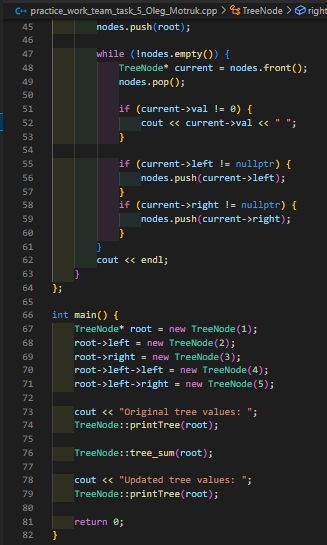 practice_work_team_task_5_Oleg_Motruk.cpp > TreeNode > right
45 nodes.push(root);
46
47 while (!nodes.empty()) {
48 TreeNode* current = nodes.front();
49 nodes.pop();
50
51 if (current->val != 0) {
52 cout << current->val << " ";
53 }
54
55 if (current->left != nullptr) {
56 nodes.push(current->left);
57 }
58 if (current->right != nullptr) {
59 nodes.push(current->right);
60 }
61 }
62 cout << endl;
63 }
64 };
65
66 int main() {
67 TreeNode* root = new TreeNode(1);
68 root->left = new TreeNode(2);
69 root->right = new TreeNode(3);
70 root->left->left = new TreeNode(4);
71 root->left->right = new TreeNode(5);
72
73 cout << "Original tree values: ";
74 TreeNode::printTree(root);
75
76 TreeNode::tree_sum(root);
77
78 cout << "Updated tree values: ";
79 TreeNode::printTree(root);
80
81 return 0;
82 }